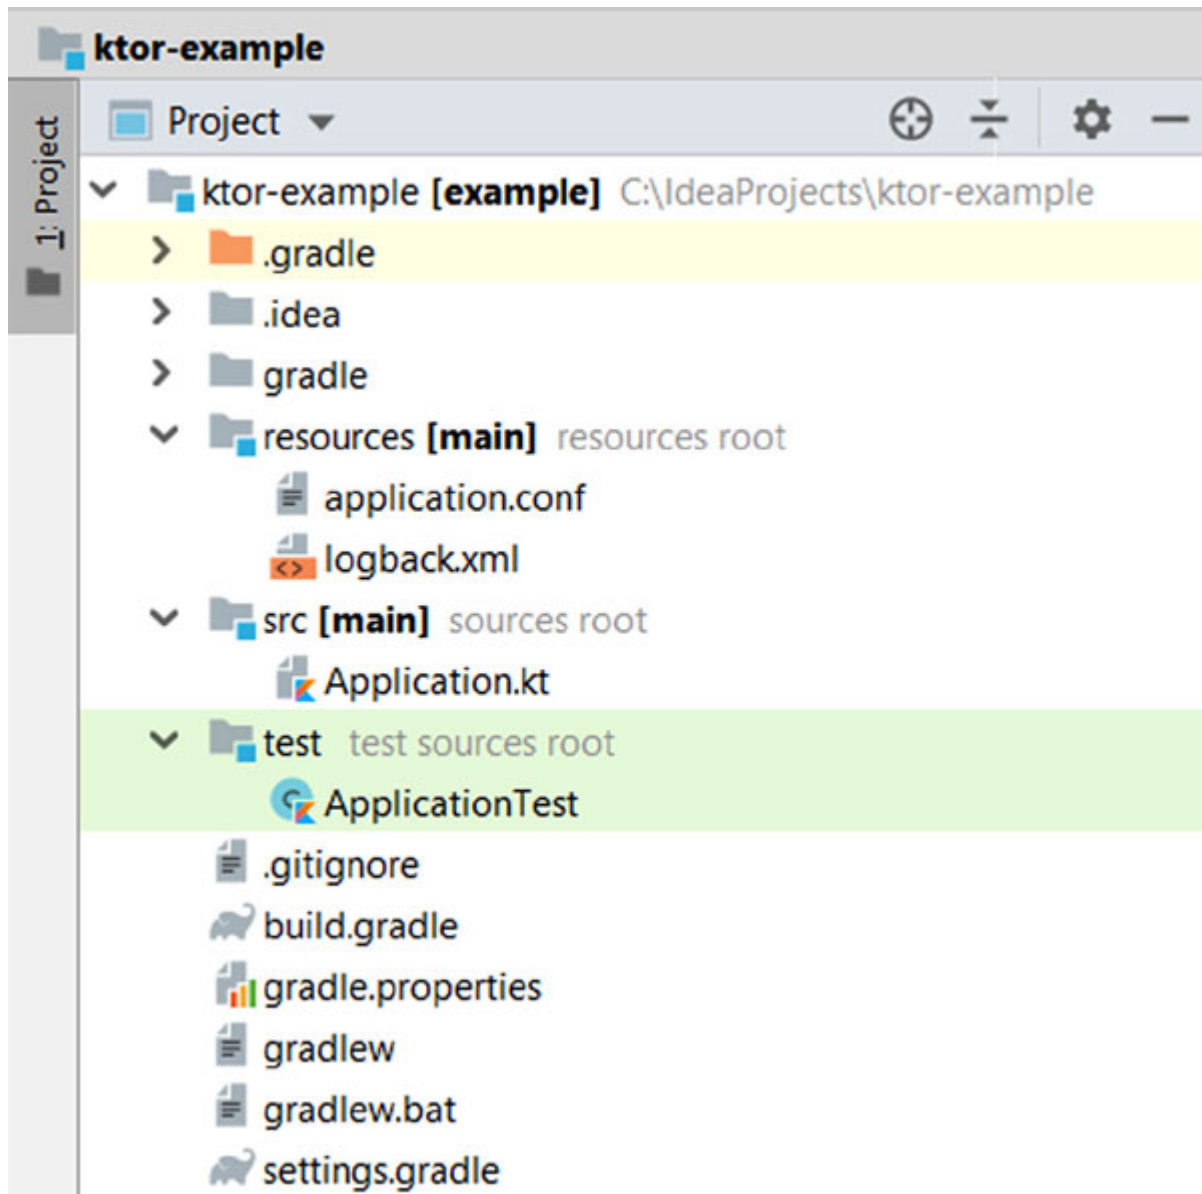 ktor-example
1: Project
Project
ktor-example [example] C:\IdeaProjects\ktor-example
.gradle
.idea
gradle
resources [main] resources root
application.conf
logback.xml
src [main] sources root
Application.kt
test test sources root
ApplicationTest
.gitignore
build.gradle
gradle.properties
gradlew
gradlew.bat
settings.gradle